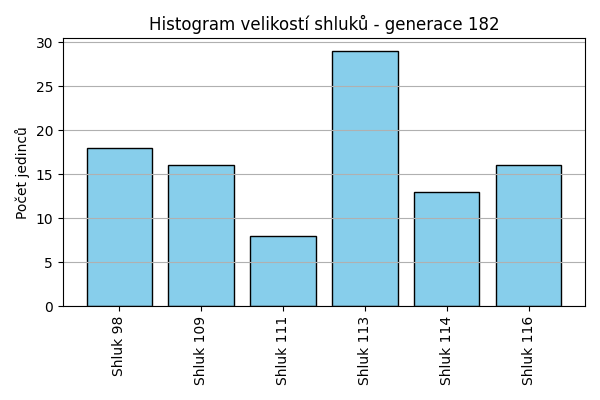 Histogram velikostí shluků - generace 182
Počet jedinců
30
25
20
15
10
5
0
Shluk 98
Shluk 109
Shluk 111
Shluk 113
Shluk 114
Shluk 116